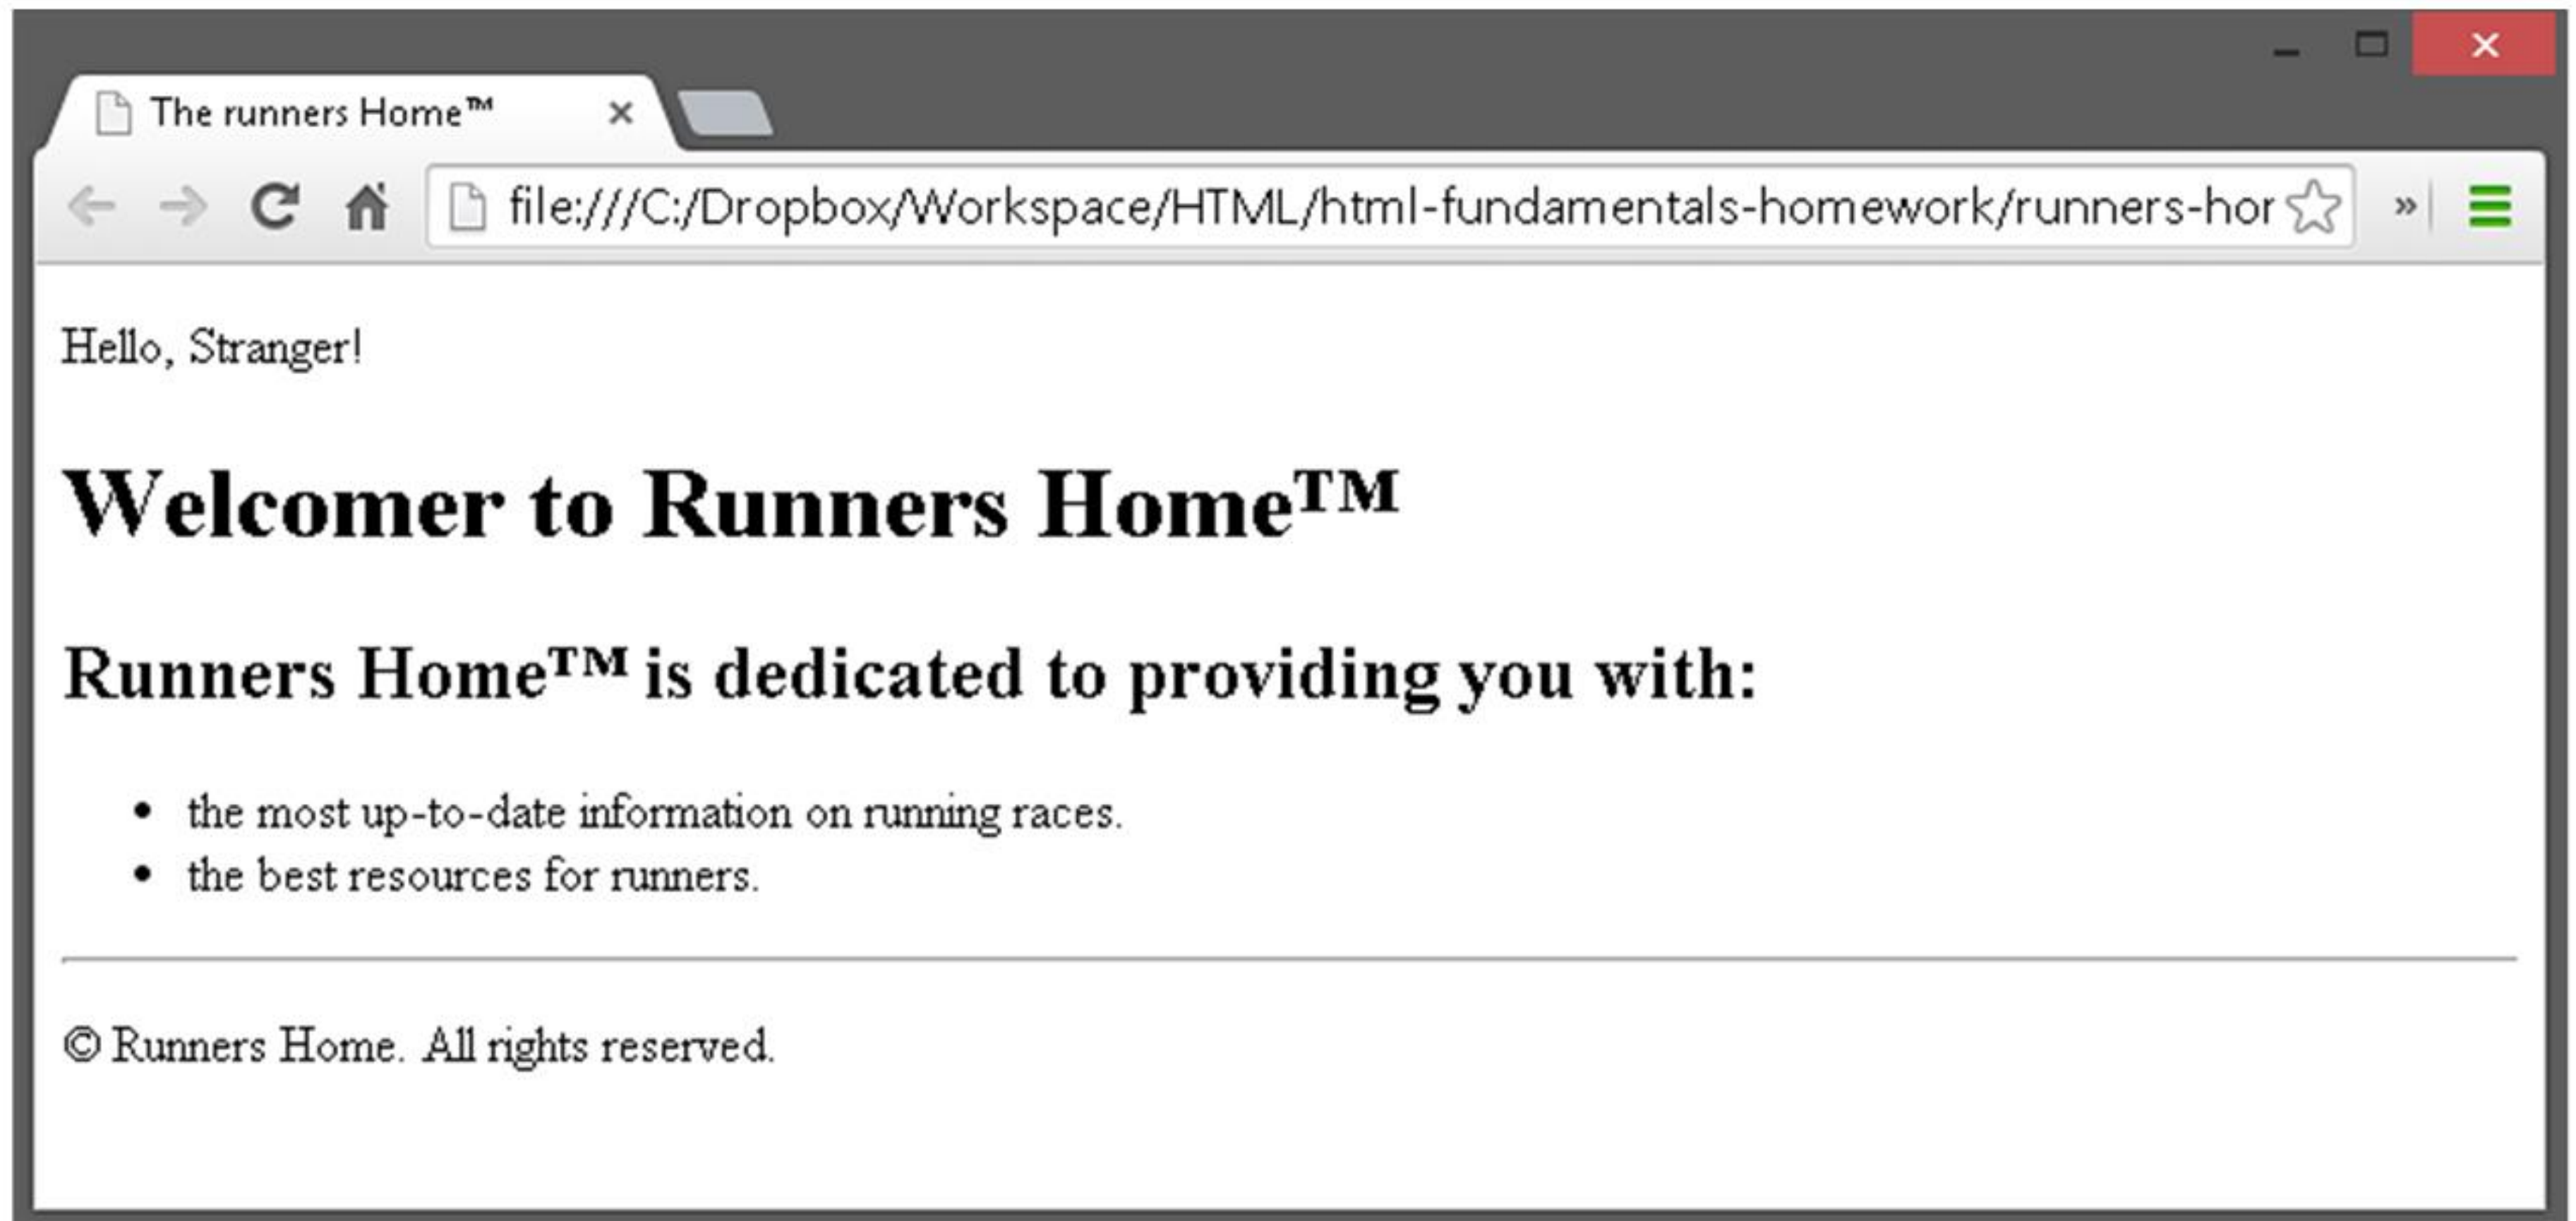 The runners Home™
file:///C:/Dropbox/Workspace/HTML/html-fundamentals-homework/runners-hor
Hello, Stranger!
Welcomer to Runners Home™
Runners Home™ is dedicated to providing you with:
• the most up-to-date information on running races.
• the best resources for runners.
© Runners Home. All rights reserved.